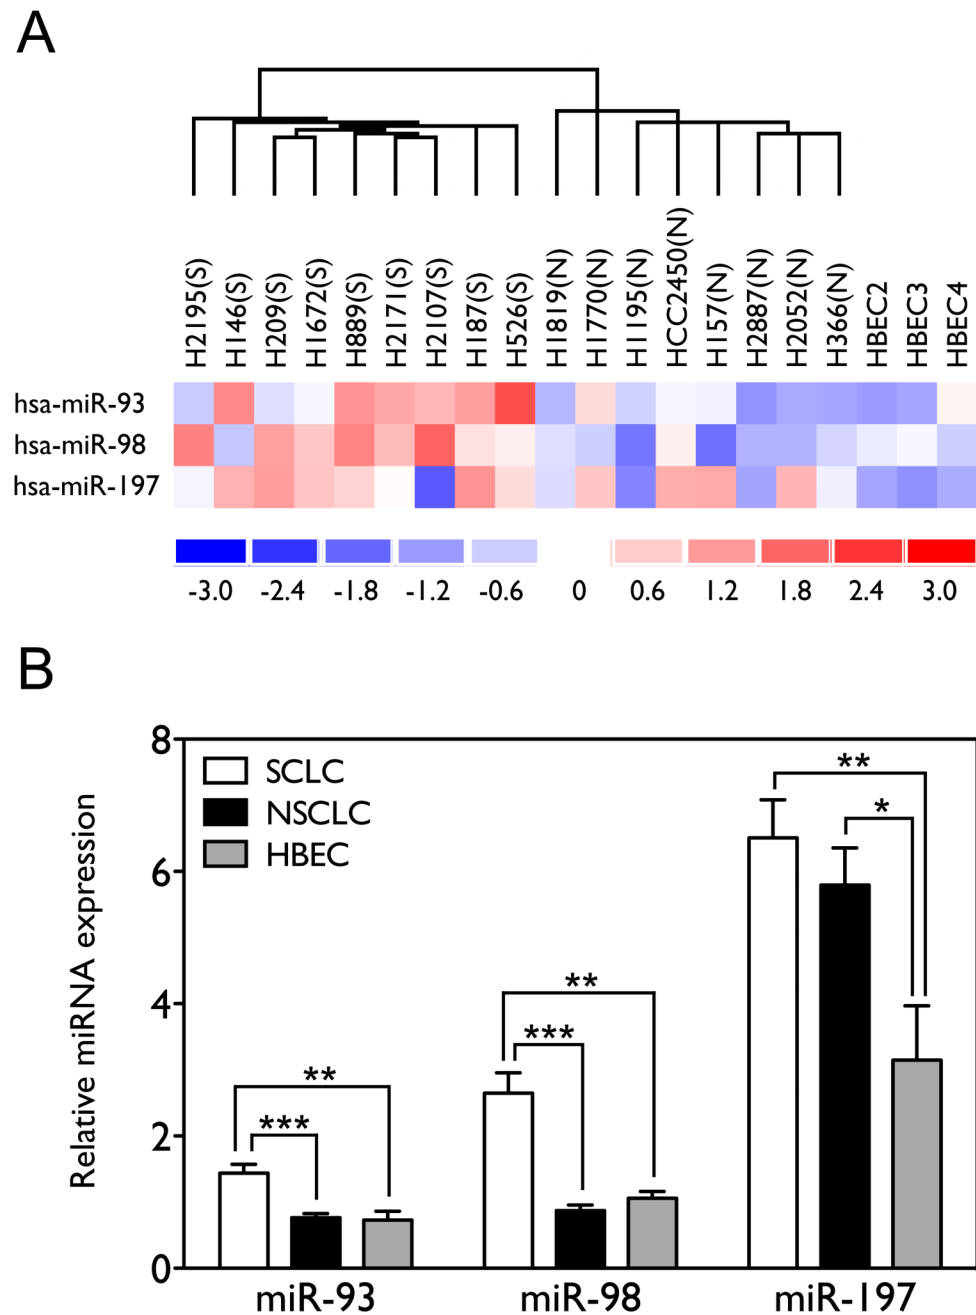 A
H2195(S) H146(S) H209(S) H1672(S) H889(S) H2171(S) H2107(S) H187(S) H526(S) H1819(N) H1770(N) H1195(N) HCC2450(N) H157(N) H2887(N) H2052(N) H366(N) HBEC2 HBEC3 HBEC4
hsa-miR-93
hsa-miR-98
hsa-miR-197
-3.0 -2.4 -1.8 -1.2 -0.6 0 0.6 1.2 1.8 2.4 3.0
B
Relative miRNA expression
8
6
4
2
0
SCLC
NSCLC
HBEC
** 
***
**
***
**
*
miR-93 miR-98 miR-197